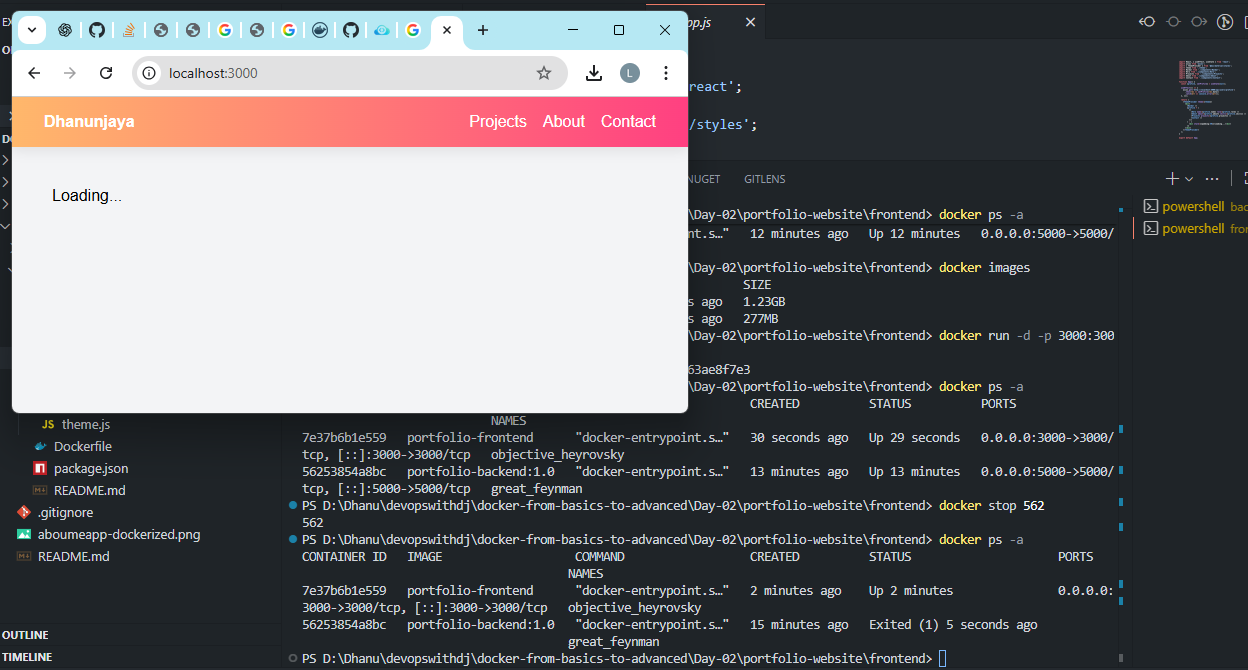 localhost:3000
L
Dhanunjaya Projects About Contact
Loading...
pp.js
react';
/styles';
NUGET GITLENS
powershell bac
powershell fron
\Day-02\portfolio-website\frontend> docker ps -a
nt.s…" 12 minutes ago Up 12 minutes 0.0.0.0:5000->5000/
\Day-02\portfolio-website\frontend> docker images
SIZE
s ago 1.23GB
s ago 277MB
\Day-02\portfolio-website\frontend> docker run -d -p 3000:300
63ae8f7e3
\Day-02\portfolio-website\frontend> docker ps -a
CREATED STATUS PORTS
NAMES
7e37b6b1e559 portfolio-frontend "docker-entrypoint.s…" 30 seconds ago Up 29 seconds 0.0.0.0:3000->3000/
tcp, [::]:3000->3000/tcp objective_heyrovsky
56253854a8bc portfolio-backend:1.0 "docker-entrypoint.s…" 13 minutes ago Up 13 minutes 0.0.0.0:5000->5000/
tcp, [::]:5000->5000/tcp great_feynman
PS D:\Dhanu\devopswithdj\docker-from-basics-to-advanced\Day-02\portfolio-website\frontend> docker stop 562
562
PS D:\Dhanu\devopswithdj\docker-from-basics-to-advanced\Day-02\portfolio-website\frontend> docker ps -a
CONTAINER ID IMAGE COMMAND CREATED STATUS PORTS
NAMES
7e37b6b1e559 portfolio-frontend "docker-entrypoint.s…" 2 minutes ago Up 2 minutes 0.0.0.0:
3000->3000/tcp, [::]:3000->3000/tcp objective_heyrovsky
56253854a8bc portfolio-backend:1.0 "docker-entrypoint.s…" 15 minutes ago Exited (1) 5 seconds ago
great_feynman
PS D:\Dhanu\devopswithdj\docker-from-basics-to-advanced\Day-02\portfolio-website\frontend>
EX
O
DO
JS theme.js
Dockerfile
package.json
README.md
.gitignore
aboumeapp-dockerized.png
README.md
OUTLINE
TIMELINE